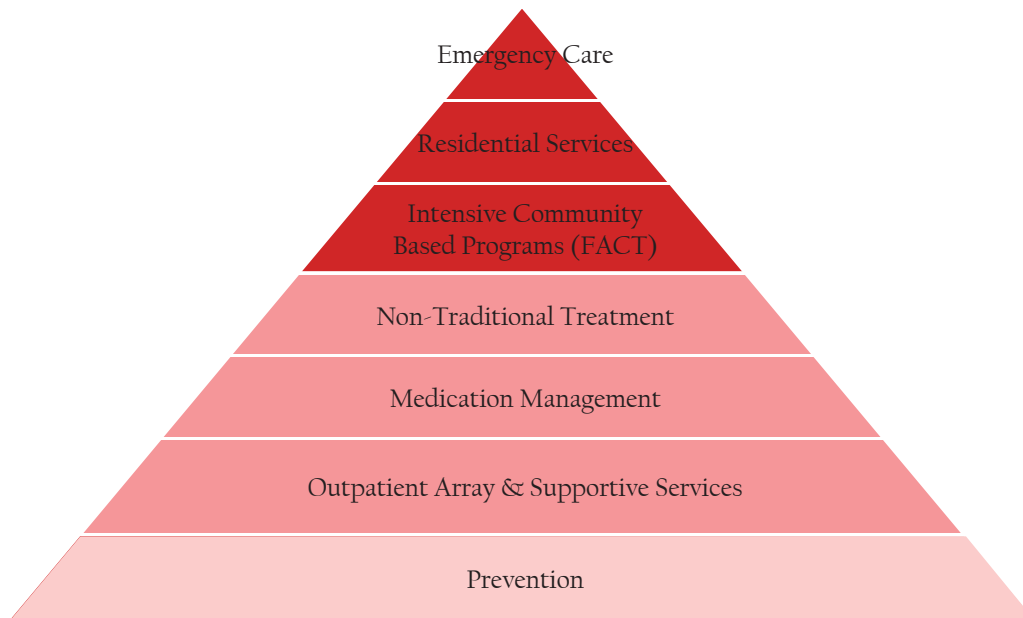 Emergency Care
Residential Services
Intensive Community
Based Programs (FACT)
Non-Traditional Treatment
Medication Management
Outpatient Array & Supportive Services
Prevention